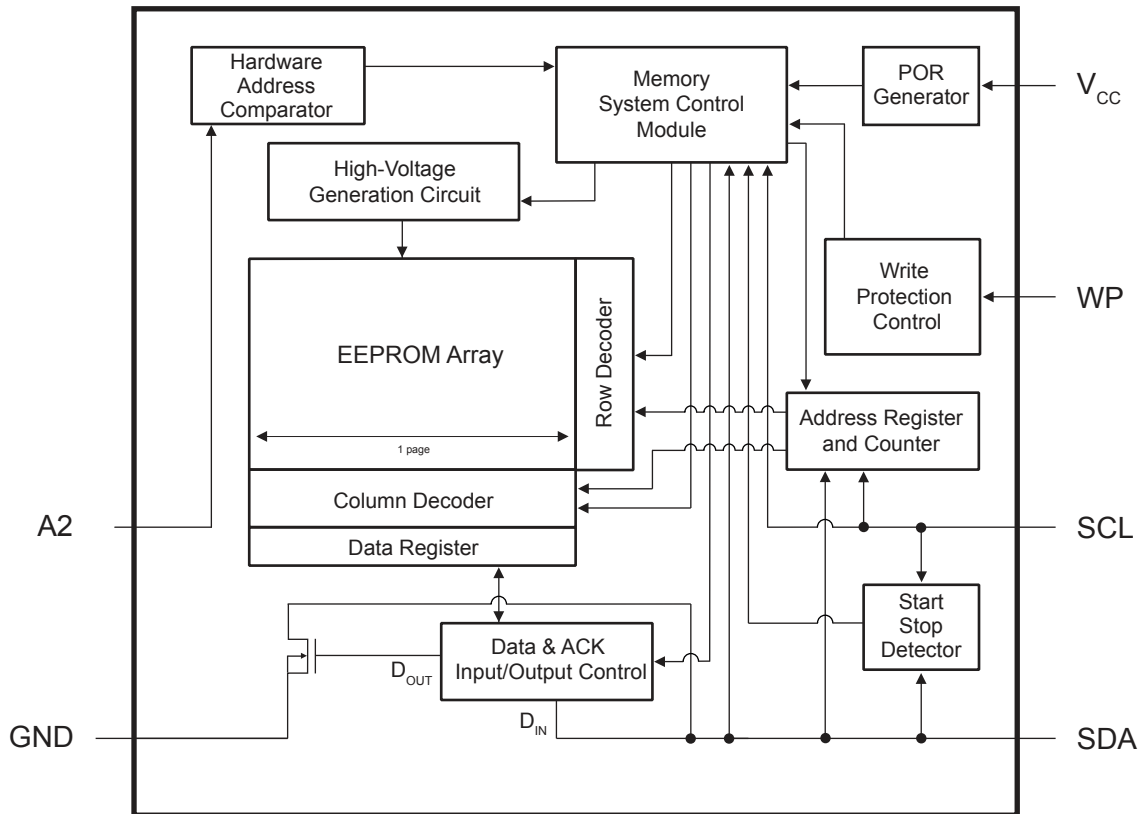 Hardware
Address
Comparator
Memory
System Control
Module
POR
Generator
VCC
High-Voltage
Generation Circuit
Write
Protection
Control
WP
EEPROM Array
Row Decoder
1 page
Address Register
and Counter
Column Decoder
A2
SCL
Data Register
Start
Stop
Detector
Data & ACK
Input/Output Control
DOUT
DIN
GND
SDA